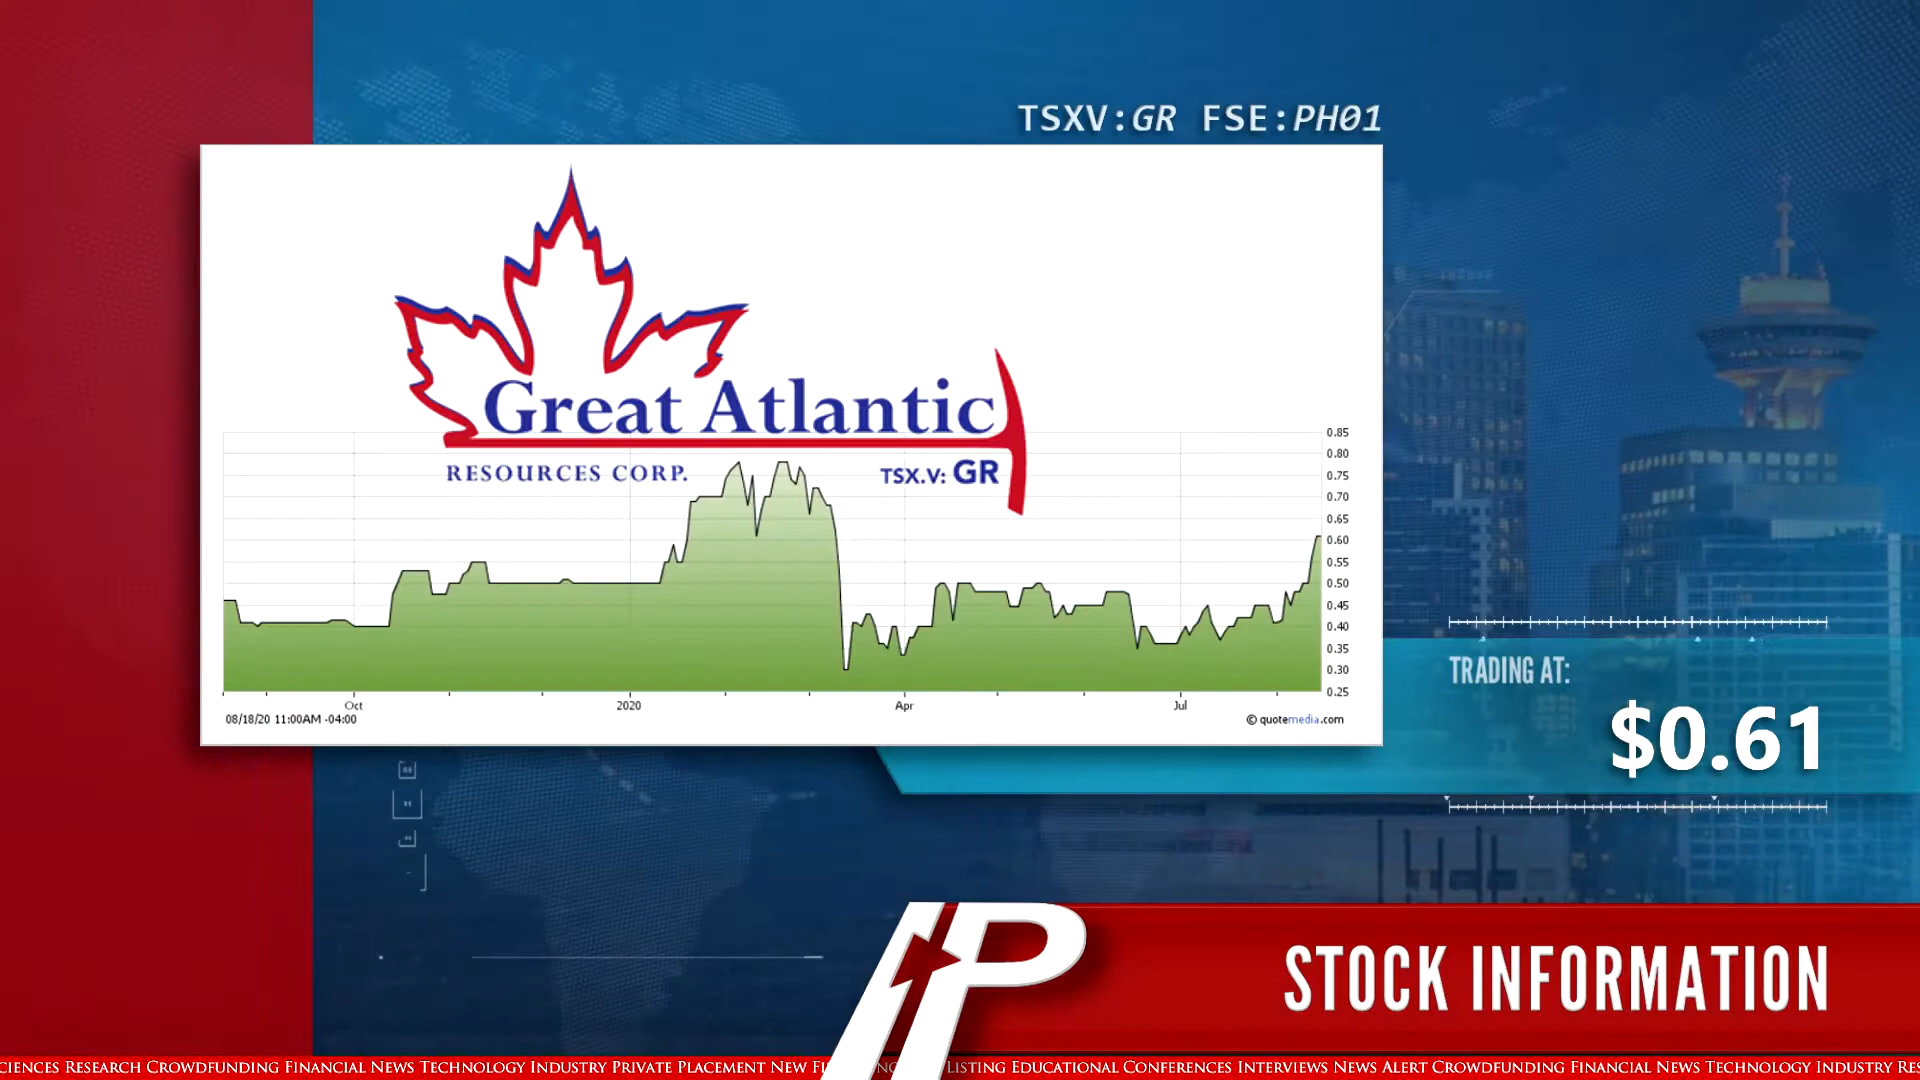 TSXV:GR FSE:PH01
Great Atlantic
RESOURCES CORP.
TSX.V: GR
0.85
0.80
0.75
0.70
0.65
0.60
0.55
0.50
0.45
0.40
0.35
0.30
0.25
Oct
2020
Apr
Jul
08/18/20 11:00AM -04:00
© quotemedia.com
TRADING AT:
$0.61
IP
STOCK INFORMATION
CIENCES RESEARCH CROWDFUNDING FINANCIAL NEWS TECHNOLOGY INDUSTRY PRIVATE PLACEMENT NEW LISTING EDUCATIONAL CONFERENCES INTERVIEWS NEWS ALERT CROWDFUNDING FINANCIAL NEWS TECHNOLOGY INDUSTRY RES